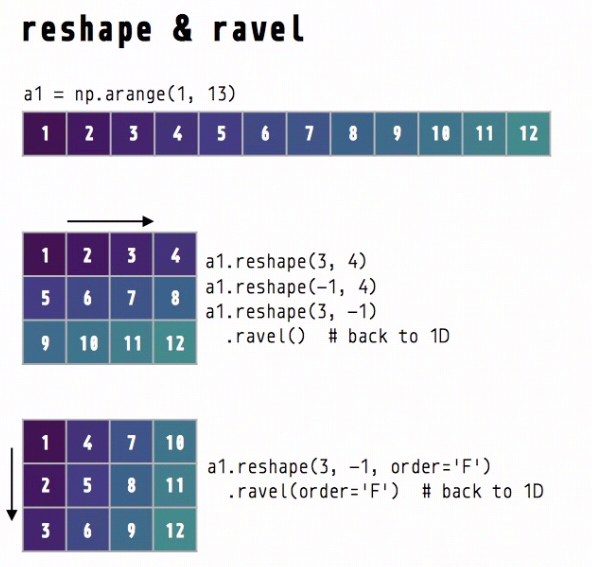 reshape & ravel
a1 = np.arange(1, 13)
1 2 3 4 5 6 7 8 9 10 11 12
1 2 3 4
5 6 7 8
9 10 11 12
a1.reshape(3, 4)
a1.reshape(-1, 4)
a1.reshape(3, -1)
.ravel() # back to 1D
1 4 7 10
2 5 8 11
3 6 9 12
a1.reshape(3, -1, order='F')
.ravel(order='F') # back to 1D